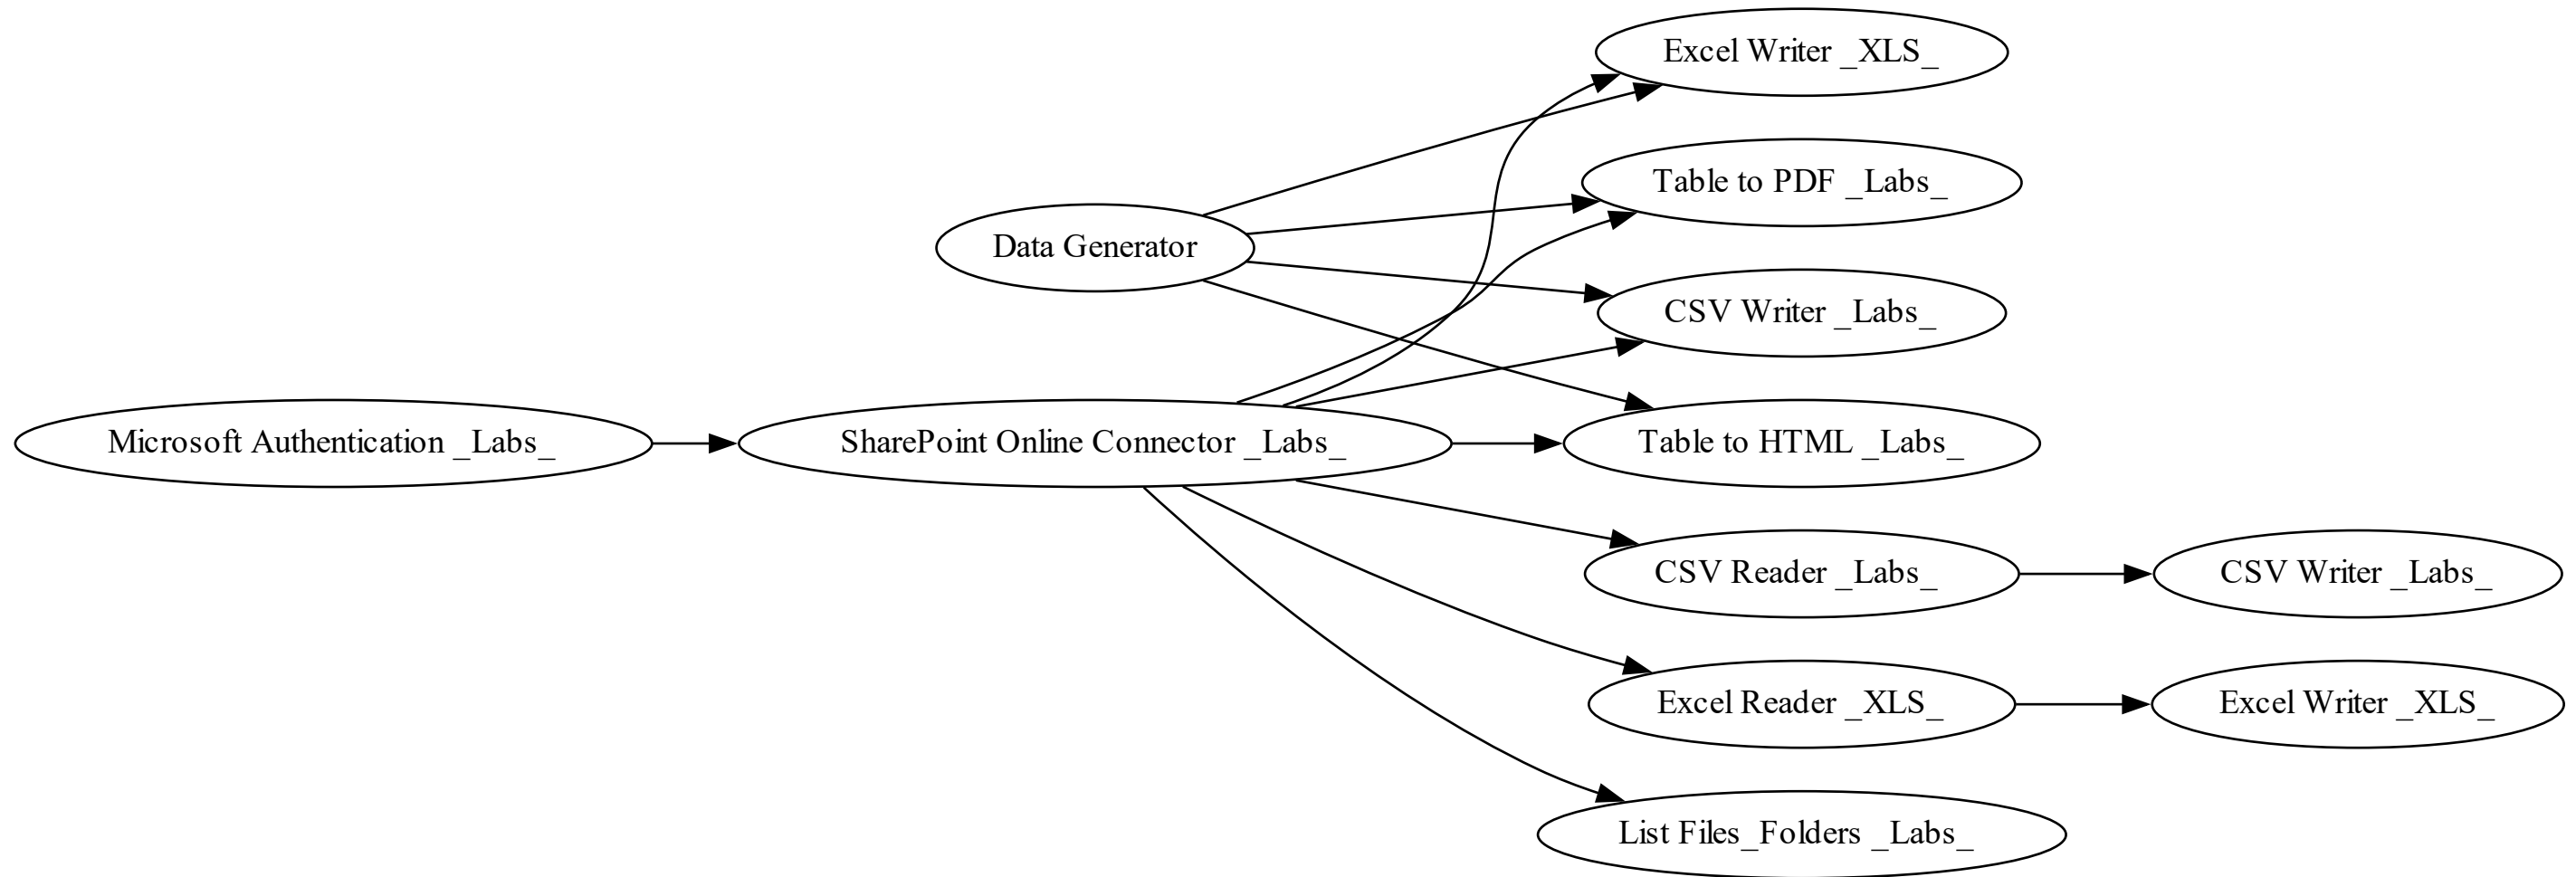 Excel Writer _XLS_
Table to PDF _Labs_
Data Generator
CSV Writer _Labs_
Microsoft Authentication _Labs_
SharePoint Online Connector _Labs_
Table to HTML _Labs_
CSV Reader _Labs_
CSV Writer _Labs_
Excel Reader _XLS_
Excel Writer _XLS_
List Files_Folders _Labs_